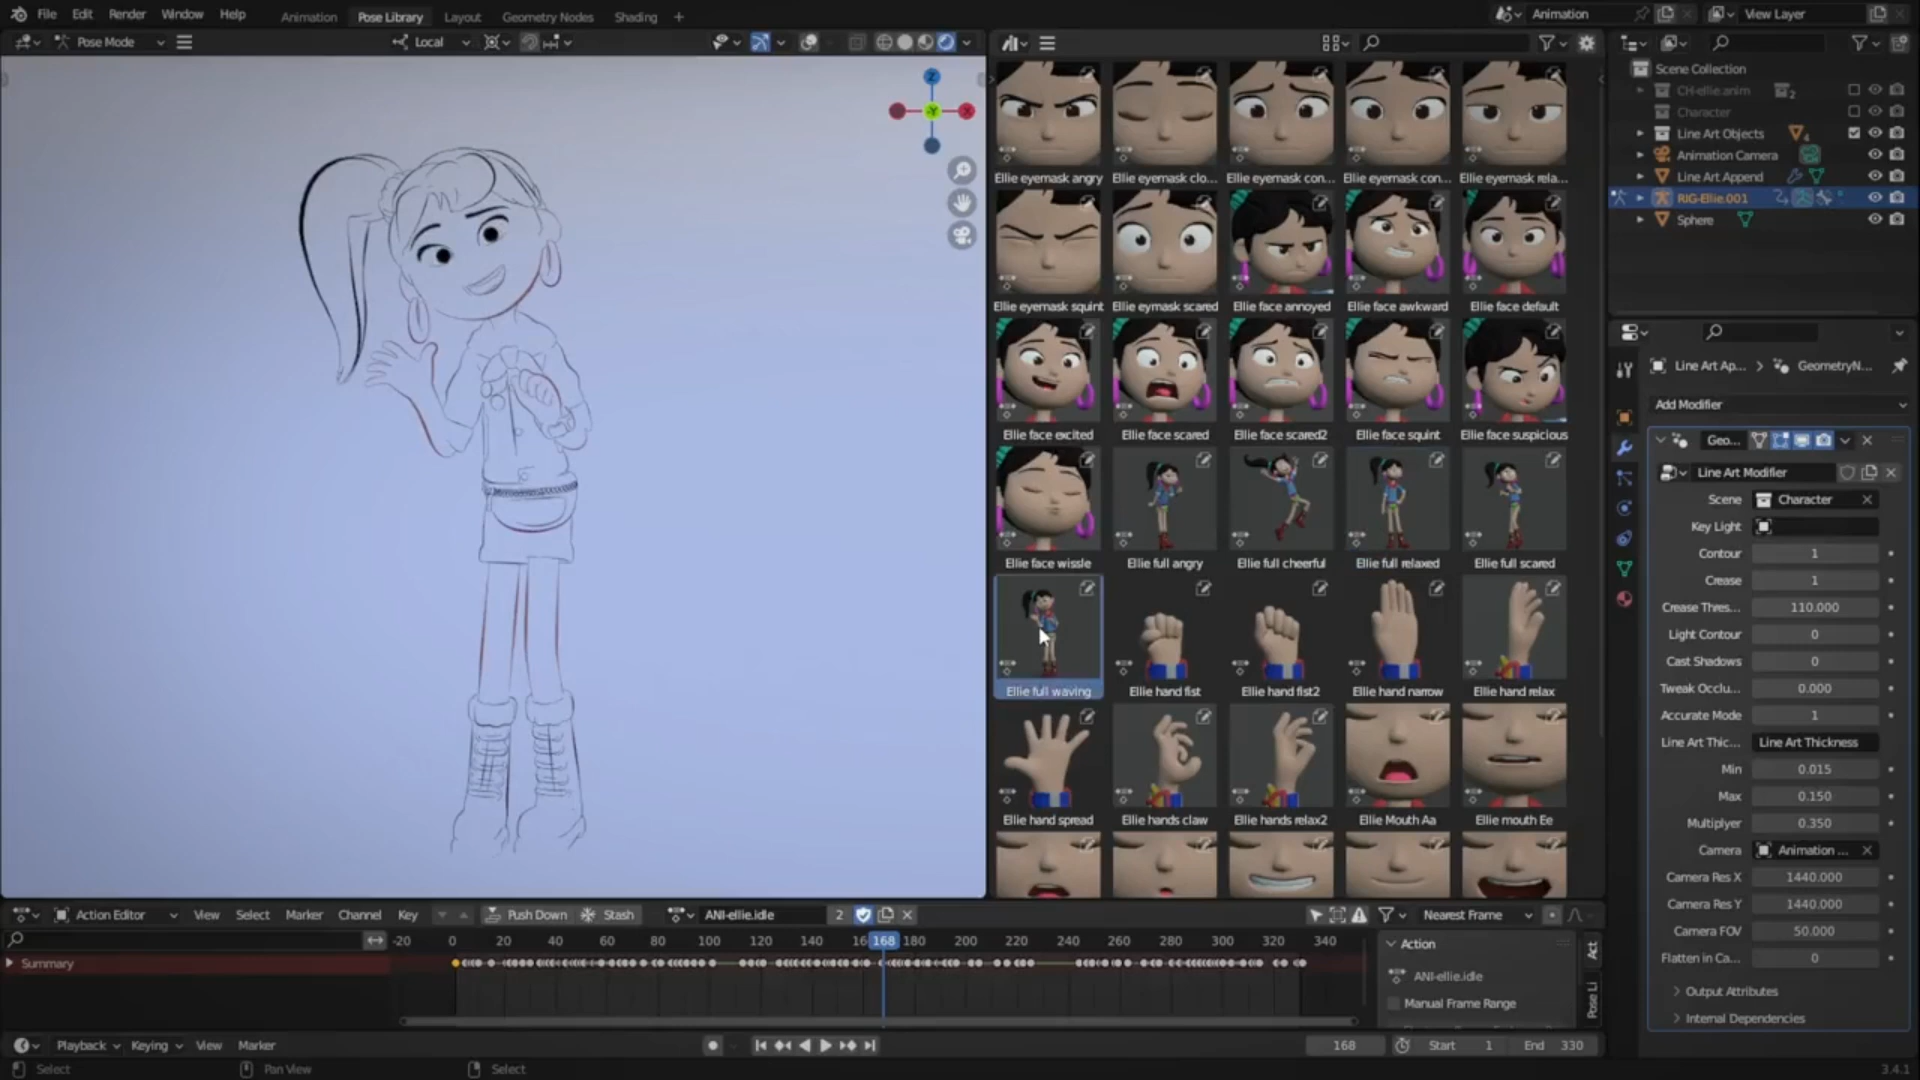 File Edit Render Window Help Animation Pose Library Layout Geometry Nodes Shading + Animation View Layer
Pose Mode Local
Scene Collection
CH-ellie.anim 2
Character
Line Art Objects 4
Animation Camera
Line Art Append
RIG-Ellie.001
Sphere
Z
-Y X
Ellie eyemask angry Ellie eyemask clo... Ellie eyemask con... Ellie eyemask con... Ellie eyemask rela...
Ellie eyemask squint Ellie eymask scared Ellie face annoyed Ellie face awkward Ellie face default
Ellie face excited Ellie face scared Ellie face scared2 Ellie face squint Ellie face suspicious
Ellie face wissle Ellie full angry Ellie full cheerful Ellie full relaxed Ellie full scared
Ellie full waving Ellie hand fist Ellie hand fist2 Ellie hand narrow Ellie hand relax
Ellie hand spread Ellie hands claw Ellie hands relax2 Ellie Mouth Aa Ellie mouth Ee
Line Art Ap... > GeometryN...
Add Modifier
Geo...
Line Art Modifier
Scene Character
Key Light
Contour 1
Crease 1
Crease Thres... 110.000
Light Contour 0
Cast Shadows 0
Tweak Occlu... 0.000
Accurate Mode 1
Line Art Thic... Line Art Thickness
Min 0.015
Max 0.150
Multiplyer 0.350
Camera Animation ...
Camera Res X 1440.000
Camera Res Y 1440.000
Camera FOV 50.000
Flatten in Ca... 0
Output Attributes
Internal Dependencies
Action Editor View Select Marker Channel Key Push Down Stash ANI-ellie.idle 2 Nearest Frame
-20 0 20 40 60 80 100 120 140 16 168 180 200 220 240 260 280 300 320 340
Summary
Action
ANI-ellie.idle
Manual Frame Range
Act
Pose Li
Playback Keying View Marker 168 Start 1 End 330
Select Pan View Select 3.4.1